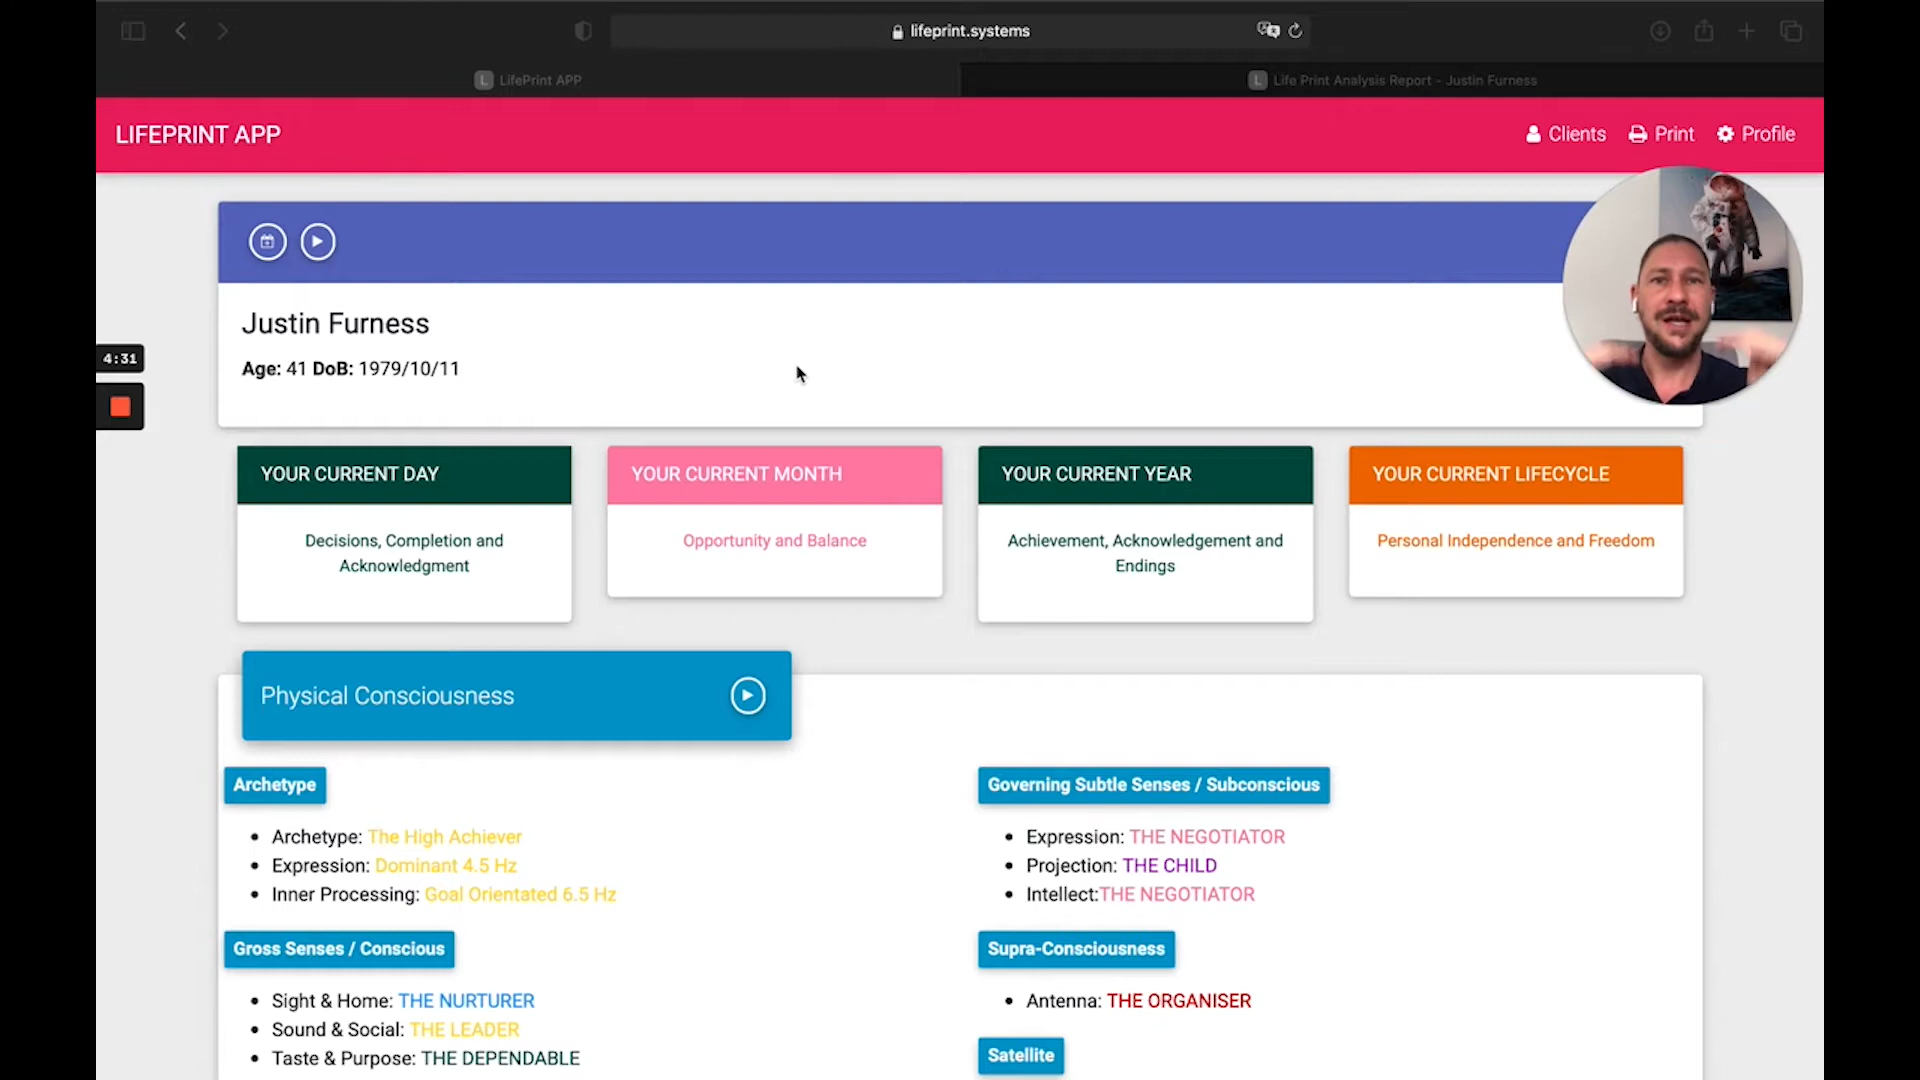 lifeprint.systems
L LifePrint APP
L Life Print Analysis Report - Justin Furness
LIFEPRINT APP
Clients Print Profile
Justin Furness
Age: 41 DoB: 1979/10/11
4:31
YOUR CURRENT DAY
Decisions, Completion and
Acknowledgment
YOUR CURRENT MONTH
Opportunity and Balance
YOUR CURRENT YEAR
Achievement, Acknowledgement and
Endings
YOUR CURRENT LIFECYCLE
Personal Independence and Freedom
Physical Consciousness
Archetype
Archetype: The High Achiever
Expression: Dominant 4.5 Hz
Inner Processing: Goal Orientated 6.5 Hz
Gross Senses / Conscious
Sight & Home: THE NURTURER
Sound & Social: THE LEADER
Taste & Purpose: THE DEPENDABLE
Governing Subtle Senses / Subconscious
Expression: THE NEGOTIATOR
Projection: THE CHILD
Intellect:THE NEGOTIATOR
Supra-Consciousness
Antenna: THE ORGANISER
Satellite